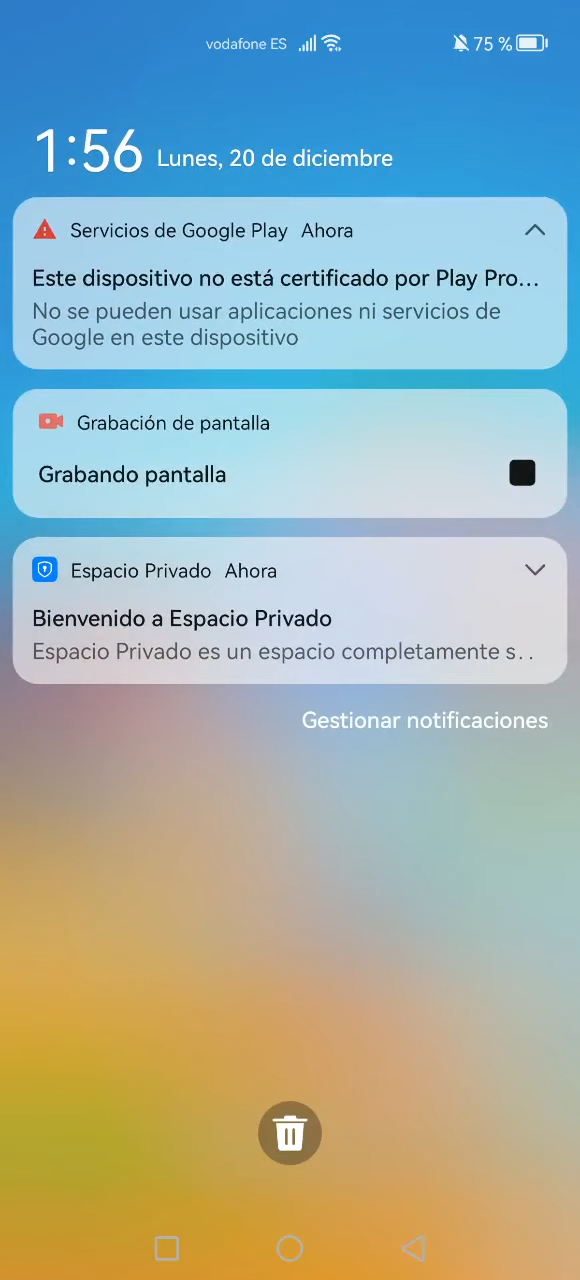 vodafone ES
75 %
1:56 Lunes, 20 de diciembre
Servicios de Google Play Ahora
Este dispositivo no está certificado por Play Pro...
No se pueden usar aplicaciones ni servicios de
Google en este dispositivo
Grabación de pantalla
Grabando pantalla
Espacio Privado Ahora
Bienvenido a Espacio Privado
Espacio Privado es un espacio completamente s..
Gestionar notificaciones